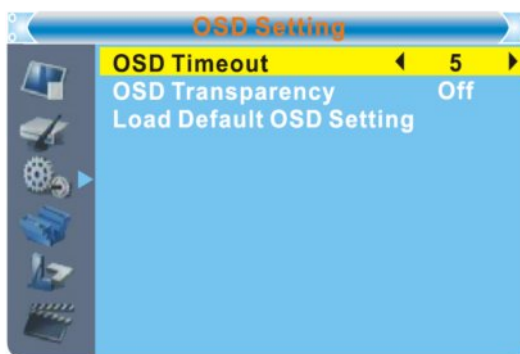 OSD Setting
OSD Timeout 5
OSD Transparency Off
Load Default OSD Setting